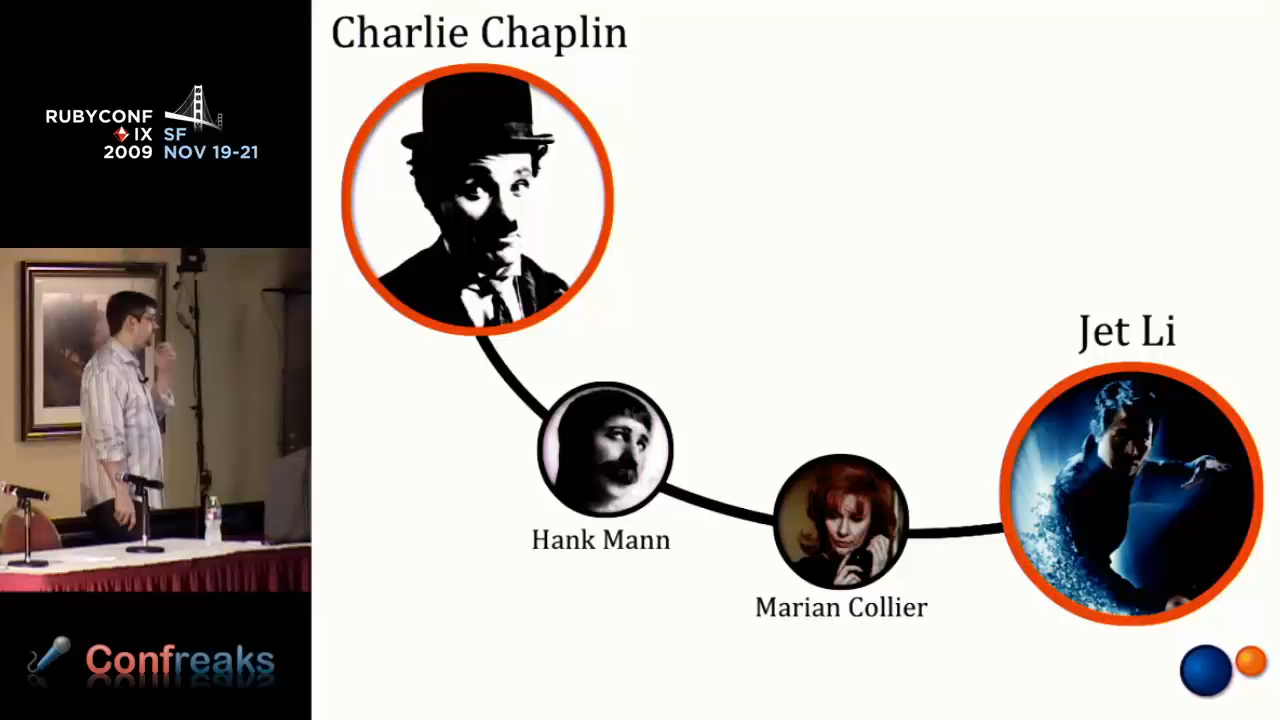 RUBYCONF
IX SF
2009 NOV 19-21
Charlie Chaplin
Jet Li
Hank Mann
Marian Collier
Confreaks